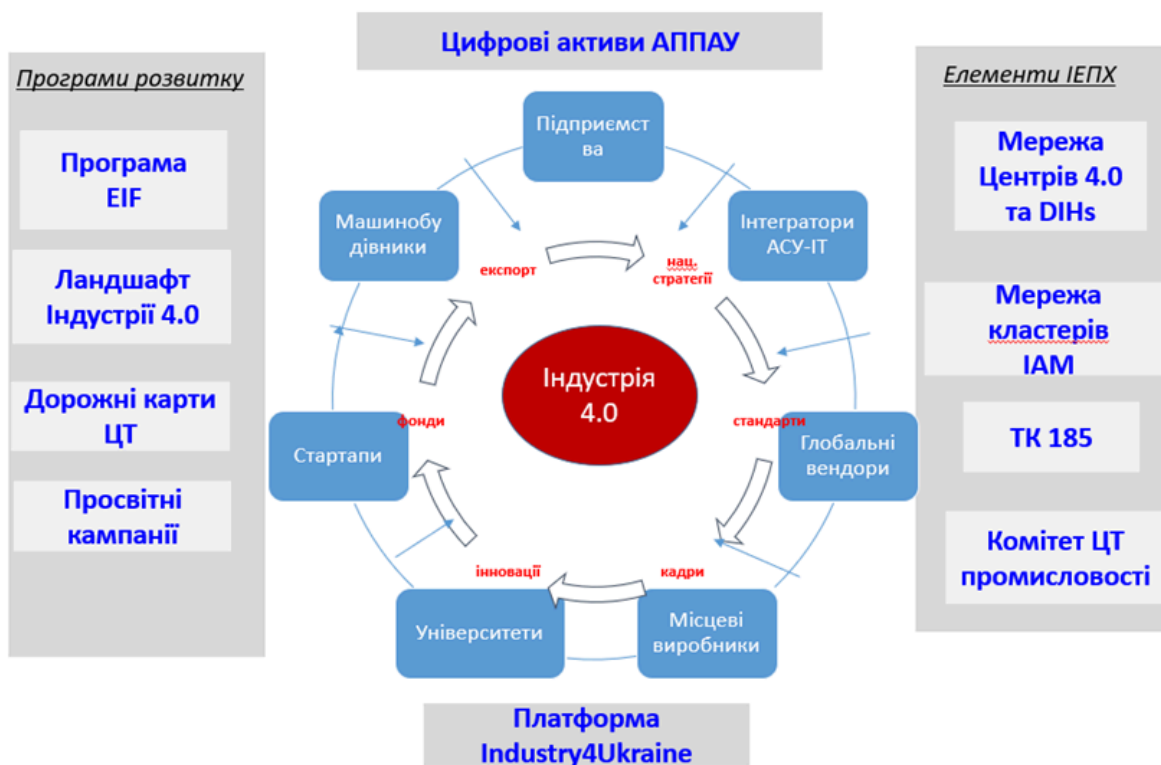 Цифрові активи АППАУ
Програми розвитку
Програма
EIF
Ландшафт
Індустрії 4.0
Дорожні карти
ЦТ
Просвітні
кампанії
Підприємст
ва
Машинобу
дівники
Інтегратори
АСУ-ІТ
експорт
нац.
стратегії
Індустрія
4.0
фонди
стандарти
Стартапи
Глобальні
вендори
інновації
кадри
Університети
Місцеві
виробники
Елементи ІЕПХ
Мережа
Центрів 4.0
та DIHs
Мережа
кластерів
ІАМ
ТК 185
Комітет ЦТ
промисловості
Платформа
Industry4Ukraine